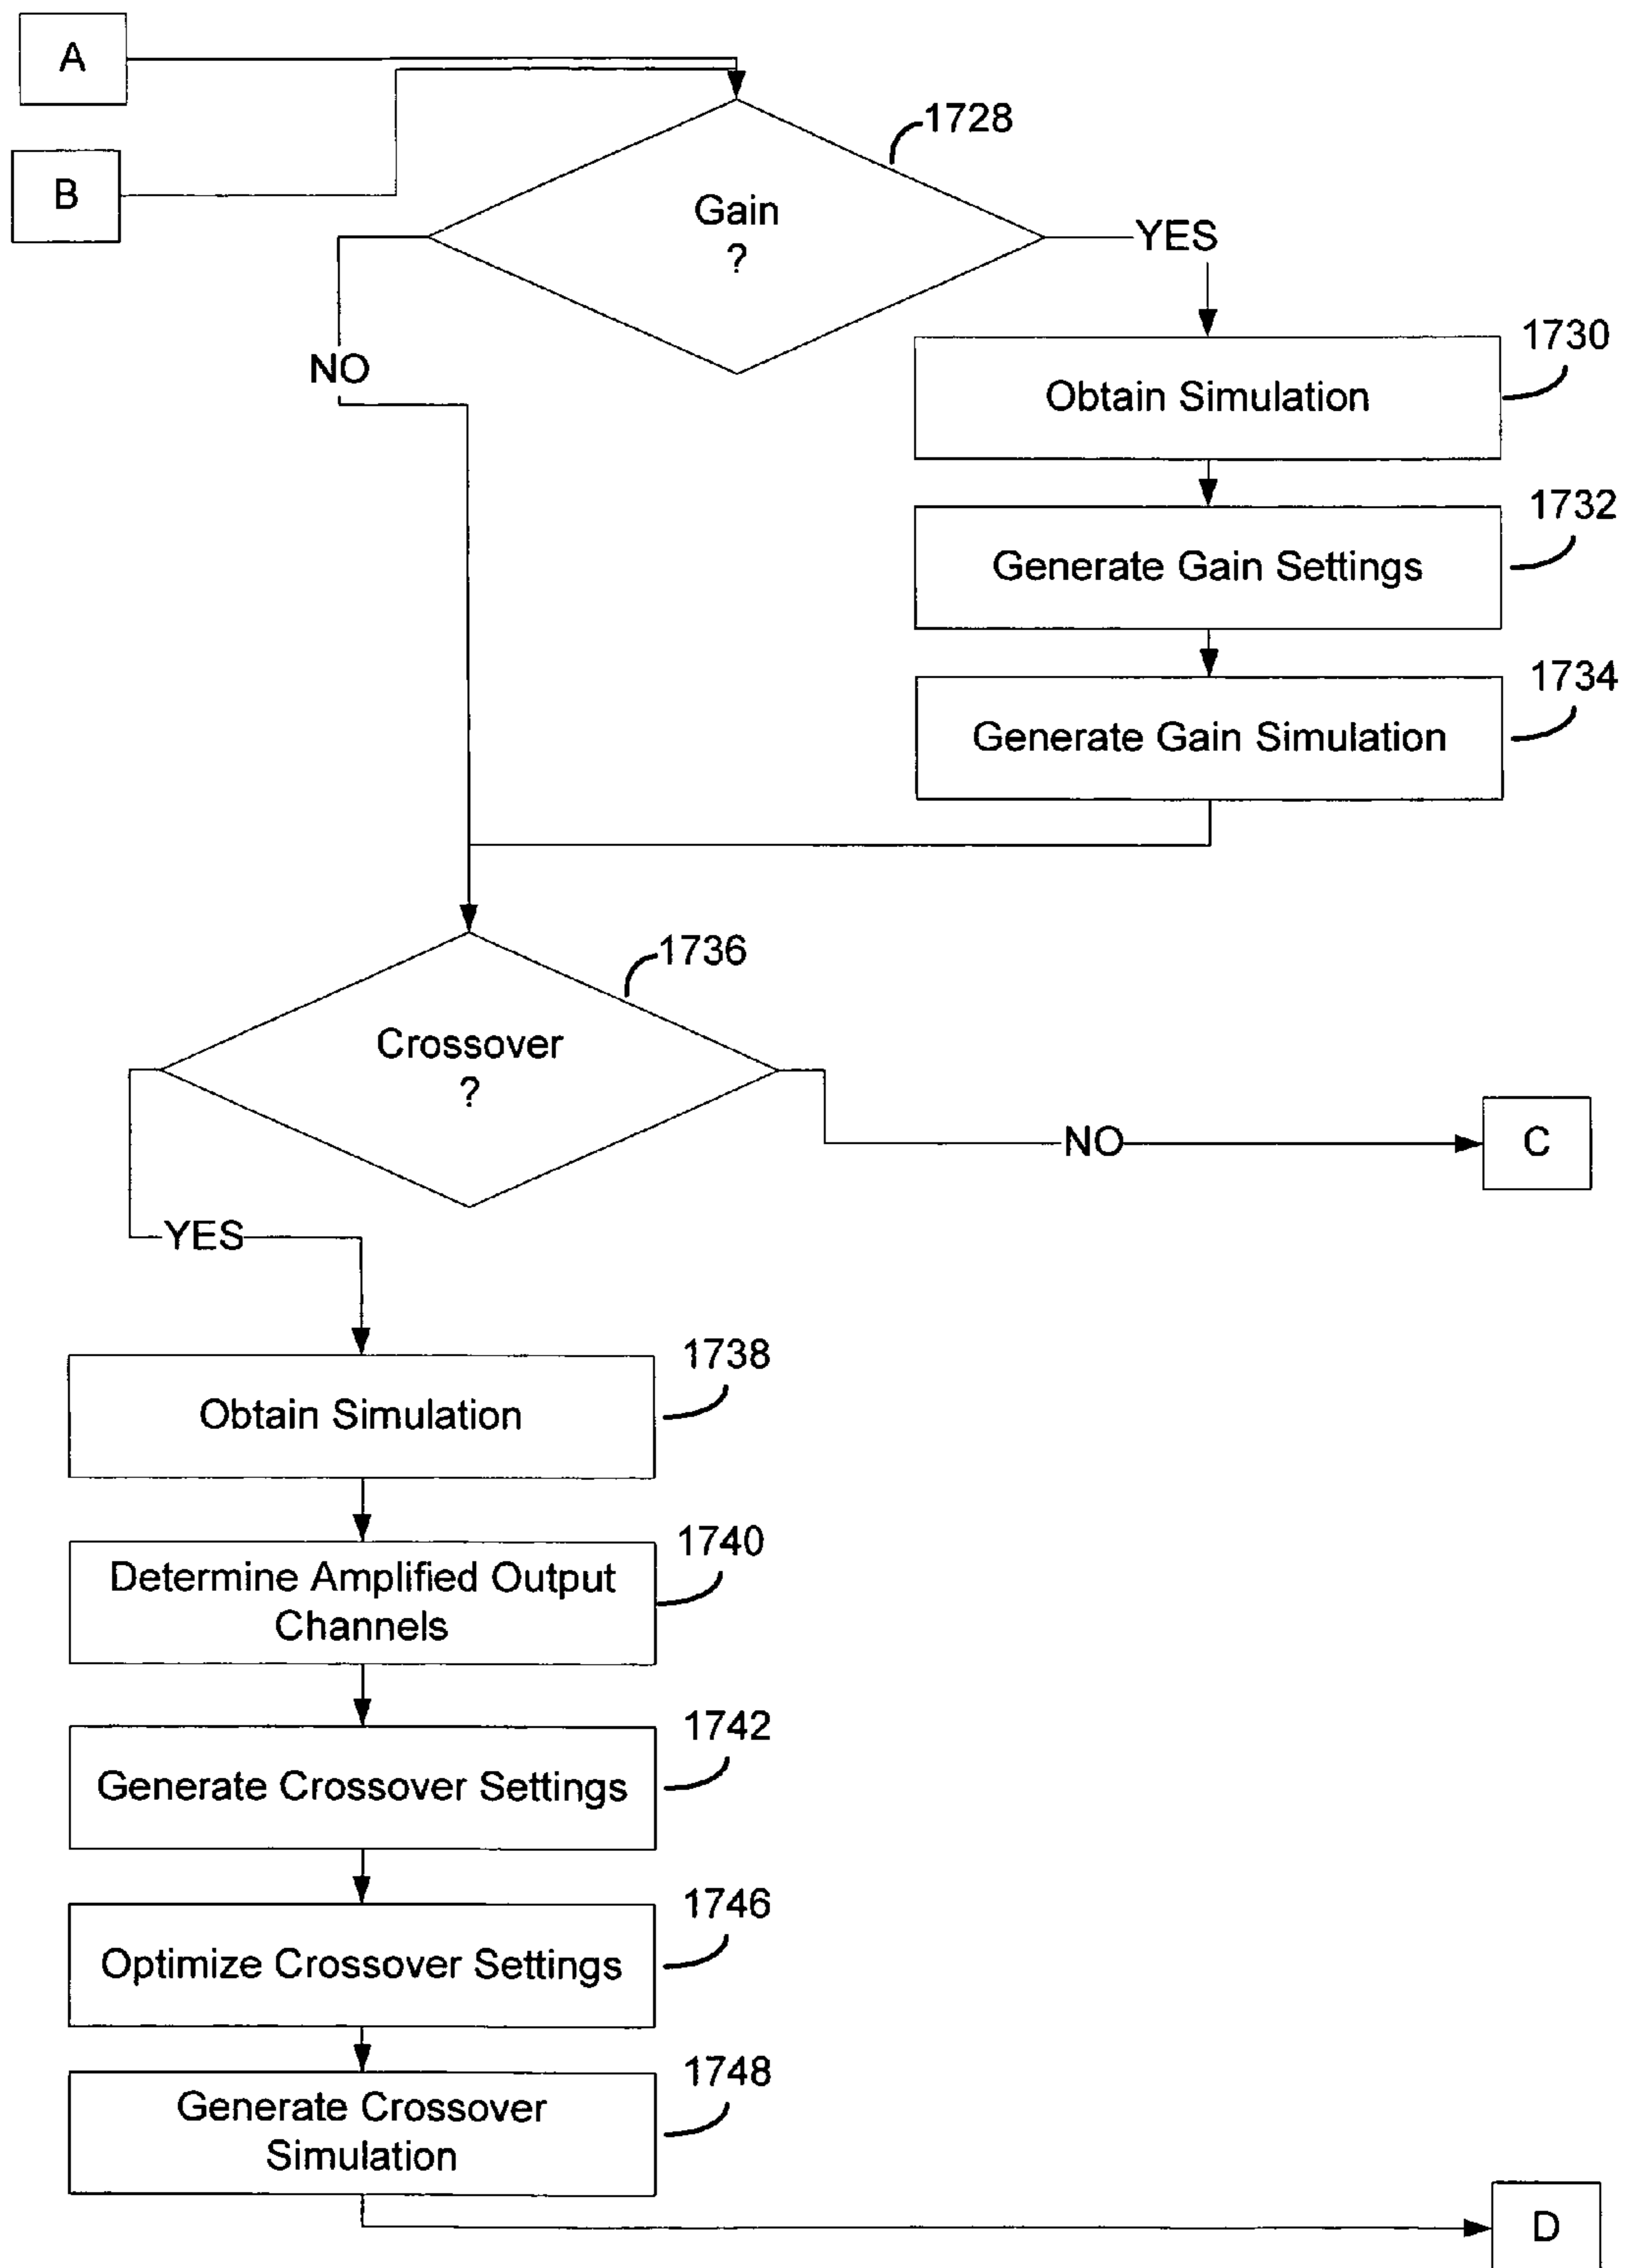 A
1728
B
Gain
?
YES
NO
1730
Obtain Simulation
1732
Generate Gain Settings
1734
Generate Gain Simulation
1736
Crossover
?
NO
C
YES
1738
Obtain Simulation
1740
Determine Amplified Output
Channels
1742
Generate Crossover Settings
1746
Optimize Crossover Settings
1748
Generate Crossover
Simulation
D